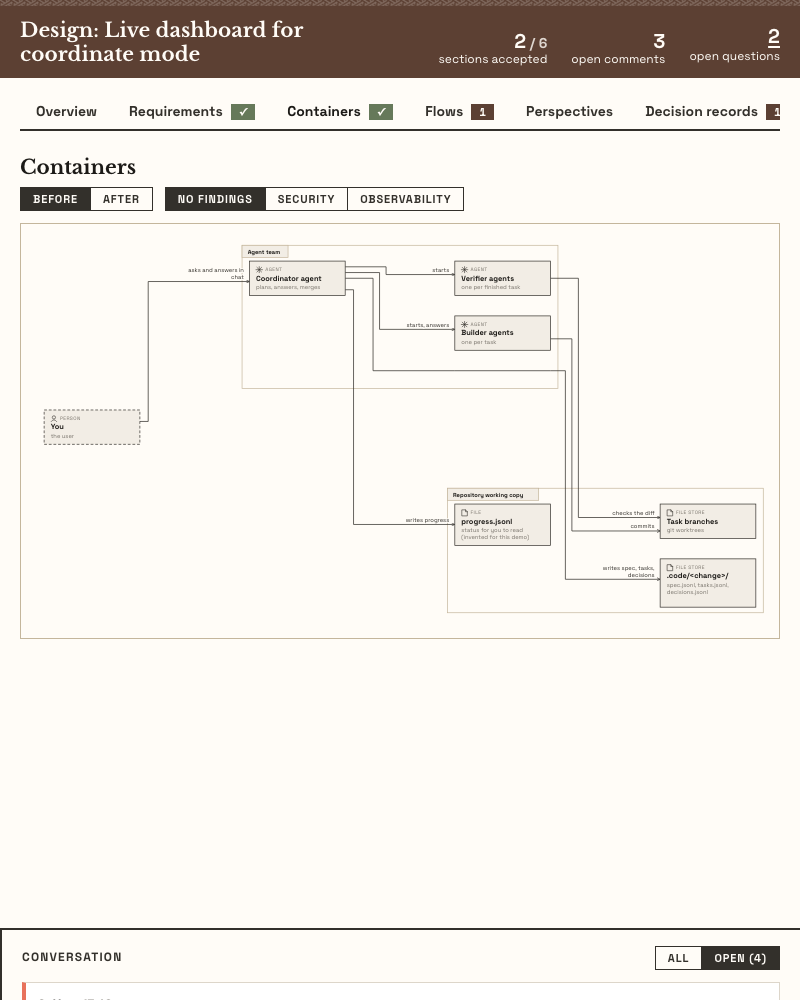 Design: Live dashboard for
coordinate mode
2 / 6
sections accepted
3
open comments
2
open questions
Overview
Requirements ✓
Containers ✓
Flows 1
Perspectives
Decision records 1
Containers
BEFORE AFTER
NO FINDINGS SECURITY OBSERVABILITY
Agent team
asks and answers in
chat
AGENT
Coordinator agent
plans, answers, merges
starts
AGENT
Verifier agents
one per finished task
starts, answers
AGENT
Builder agents
one per task
PERSON
You
the user
Repository working copy
writes progress
FILE
progress.jsonl
status for you to read
(invented for this demo)
checks the diff
commits
FILE STORE
Task branches
git worktrees
writes spec, tasks,
decisions
FILE STORE
.code/<change>/
spec.jsonl, tasks.jsonl,
decisions.jsonl
CONVERSATION
ALL OPEN (4)